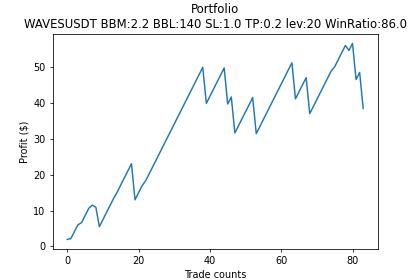 Portfolio
WAVESUSDT BBM:2.2 BBL:140 SL:1.0 TP:0.2 lev:20 WinRatio:86.0
50
40
30
20
10
0
Profit ($)
0 20 40 60 80
Trade counts